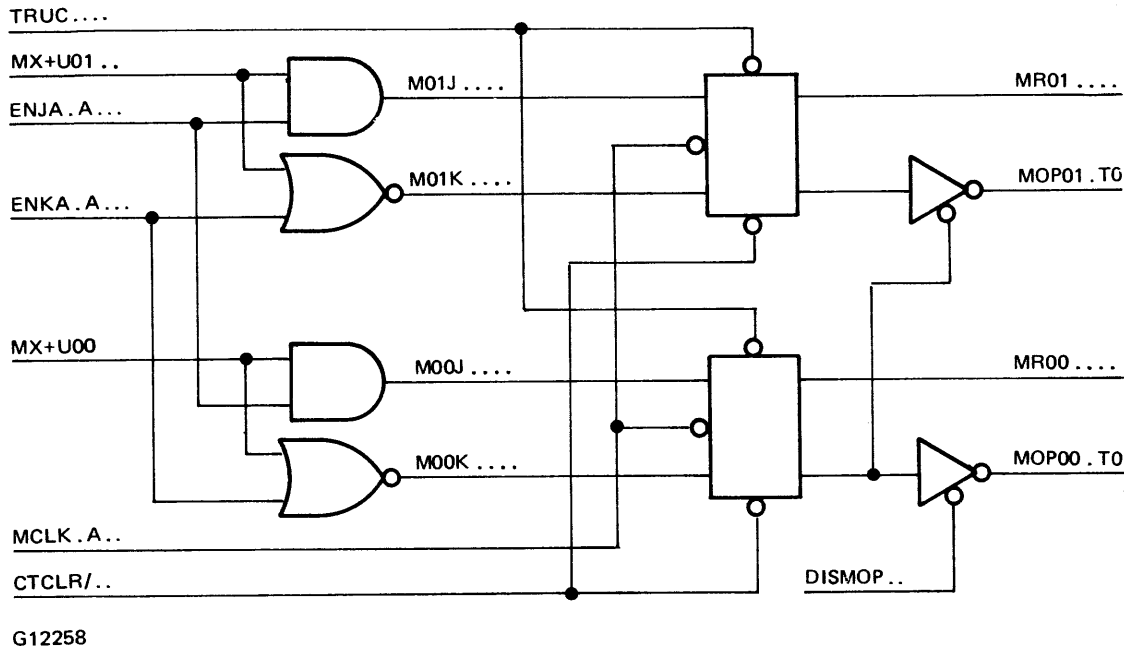 TRUC....
MX+U01..
M01J....
MR01....
ENJA.A...
M01K....
MOP01.T0
ENKA.A...
MX+U00
M00J....
MR00....
M00K....
MOP00.T0
MCLK.A..
CTCLR/..
DISMOP..
G12258